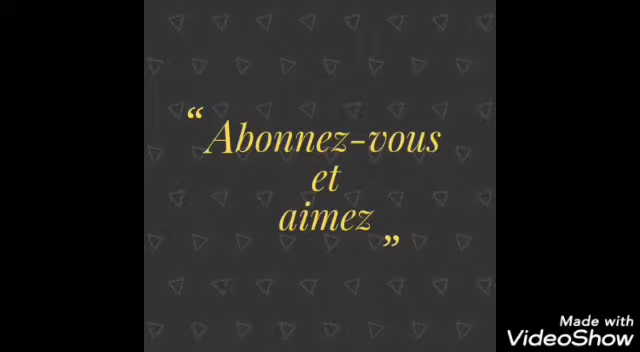 “ Abonnez-vous
et
aimez „
Made with
VideoShow